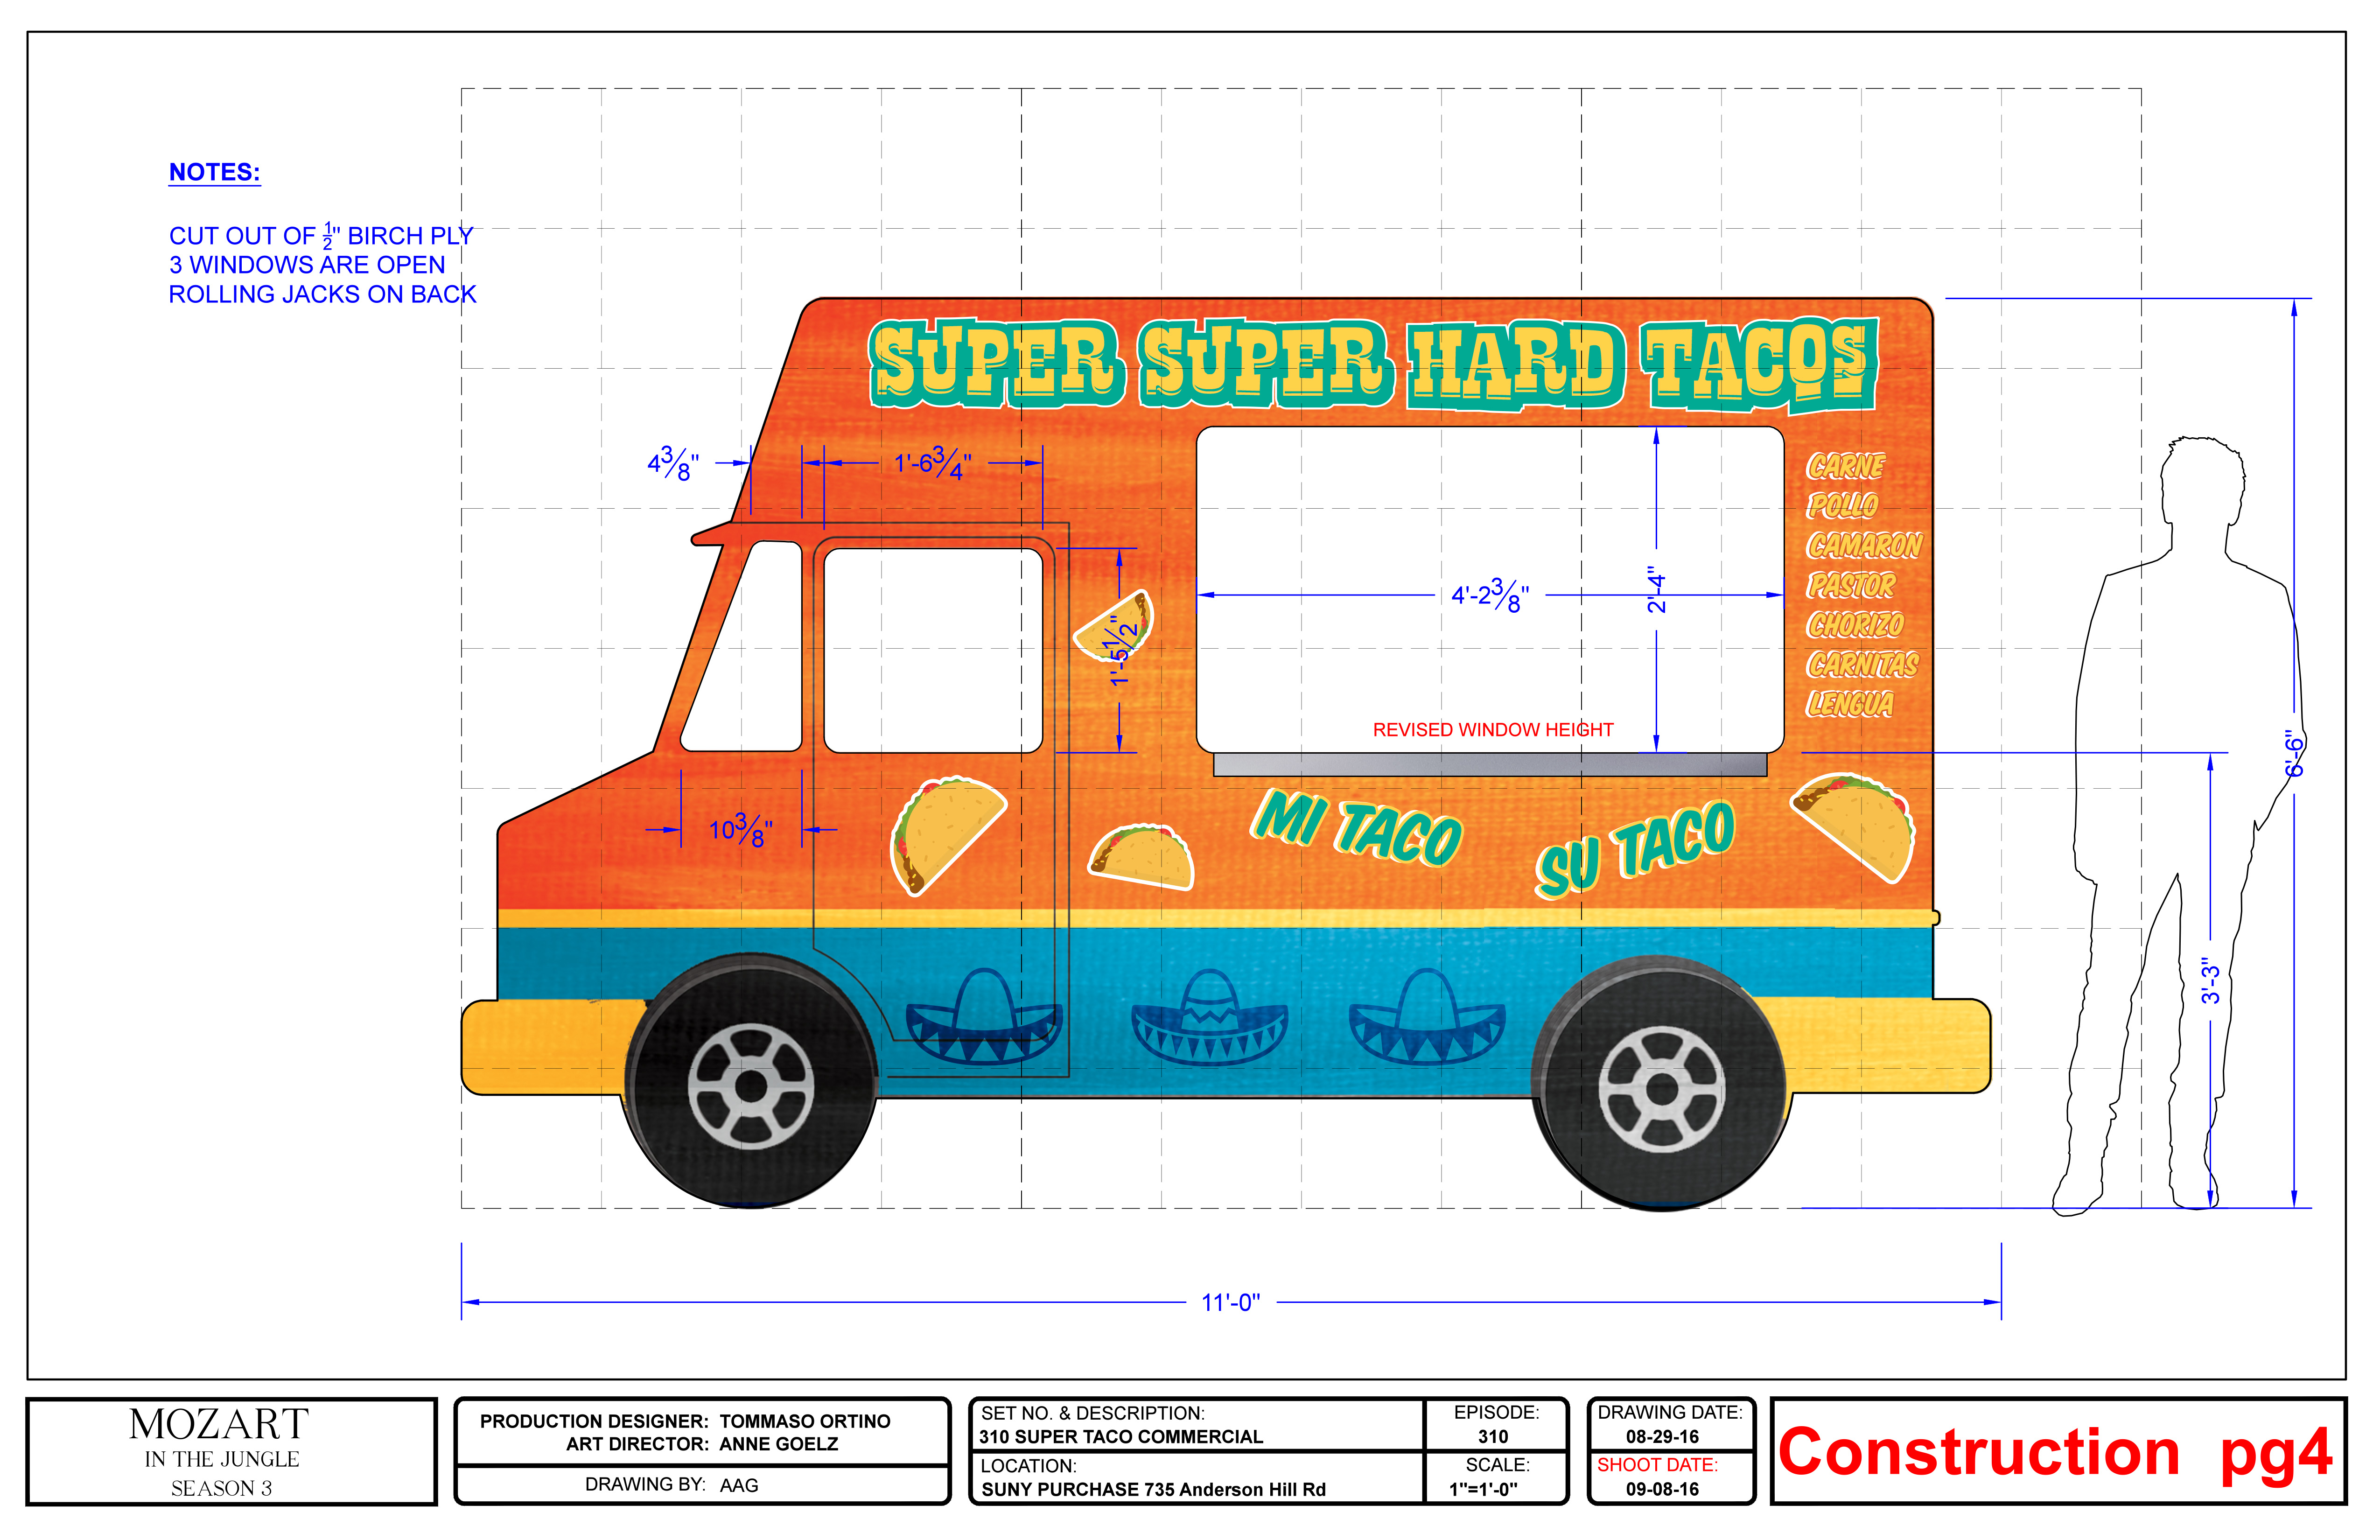 NOTES:
CUT OUT OF 1/2" BIRCH PLY
3 WINDOWS ARE OPEN
ROLLING JACKS ON BACK
SUPER SUPER HARD TACOS
4 3/8"
1'-6 3/4"
CARNE
POLLO
CAMARON
PASTOR
CHORIZO
CARNITAS
LENGUA
4'-2 3/8"
2'-4"
1'-5 1/2"
REVISED WINDOW HEIGHT
6'-6"
10 3/8"
MI TACO
SU TACO
3'-3"
11'-0"
MOZART
IN THE JUNGLE
SEASON 3
PRODUCTION DESIGNER: TOMMASO ORTINO
ART DIRECTOR: ANNE GOELZ
DRAWING BY: AAG
SET NO. & DESCRIPTION:
310 SUPER TACO COMMERCIAL
LOCATION:
SUNY PURCHASE 735 Anderson Hill Rd
EPISODE:
310
SCALE:
1"=1'-0"
DRAWING DATE:
08-29-16
SHOOT DATE:
09-08-16
Construction pg4